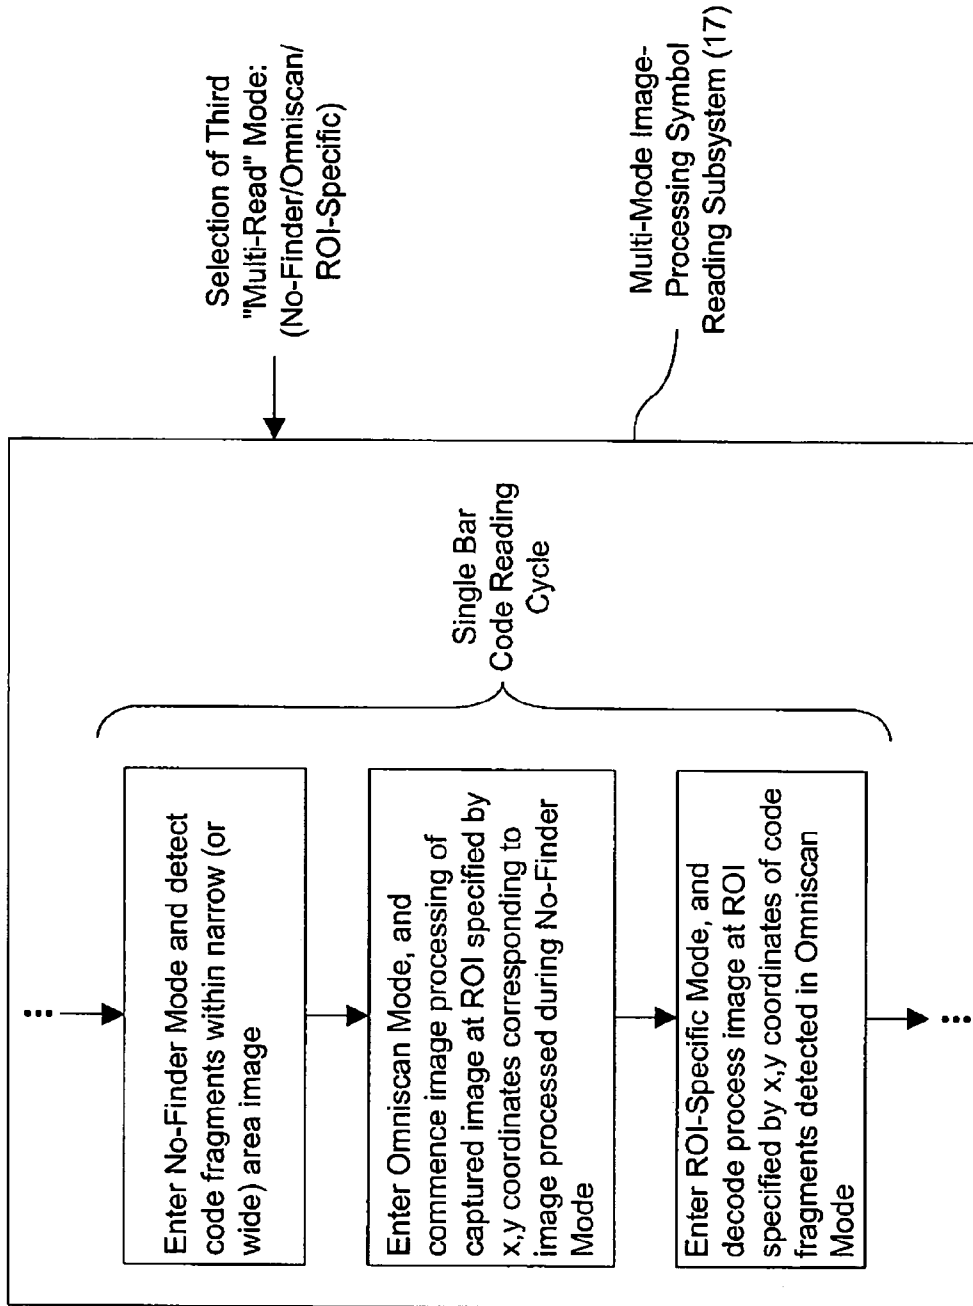 Selection of Third
"Multi-Read" Mode:
(No-Finder/Omniscan/
ROI-Specific)
Multi-Mode Image-
Processing Symbol
Reading Subsystem (17)
Single Bar
Code Reading
Cycle
Enter No-Finder Mode and detect
code fragments within narrow (or
wide) area image
Enter Omniscan Mode, and
commence image processing of
captured image at ROI specified by
x,y coordinates corresponding to
image processed during No-Finder
Mode
Enter ROI-Specific Mode, and
decode process image at ROI
specified by x,y coordinates of code
fragments detected in Omniscan
Mode